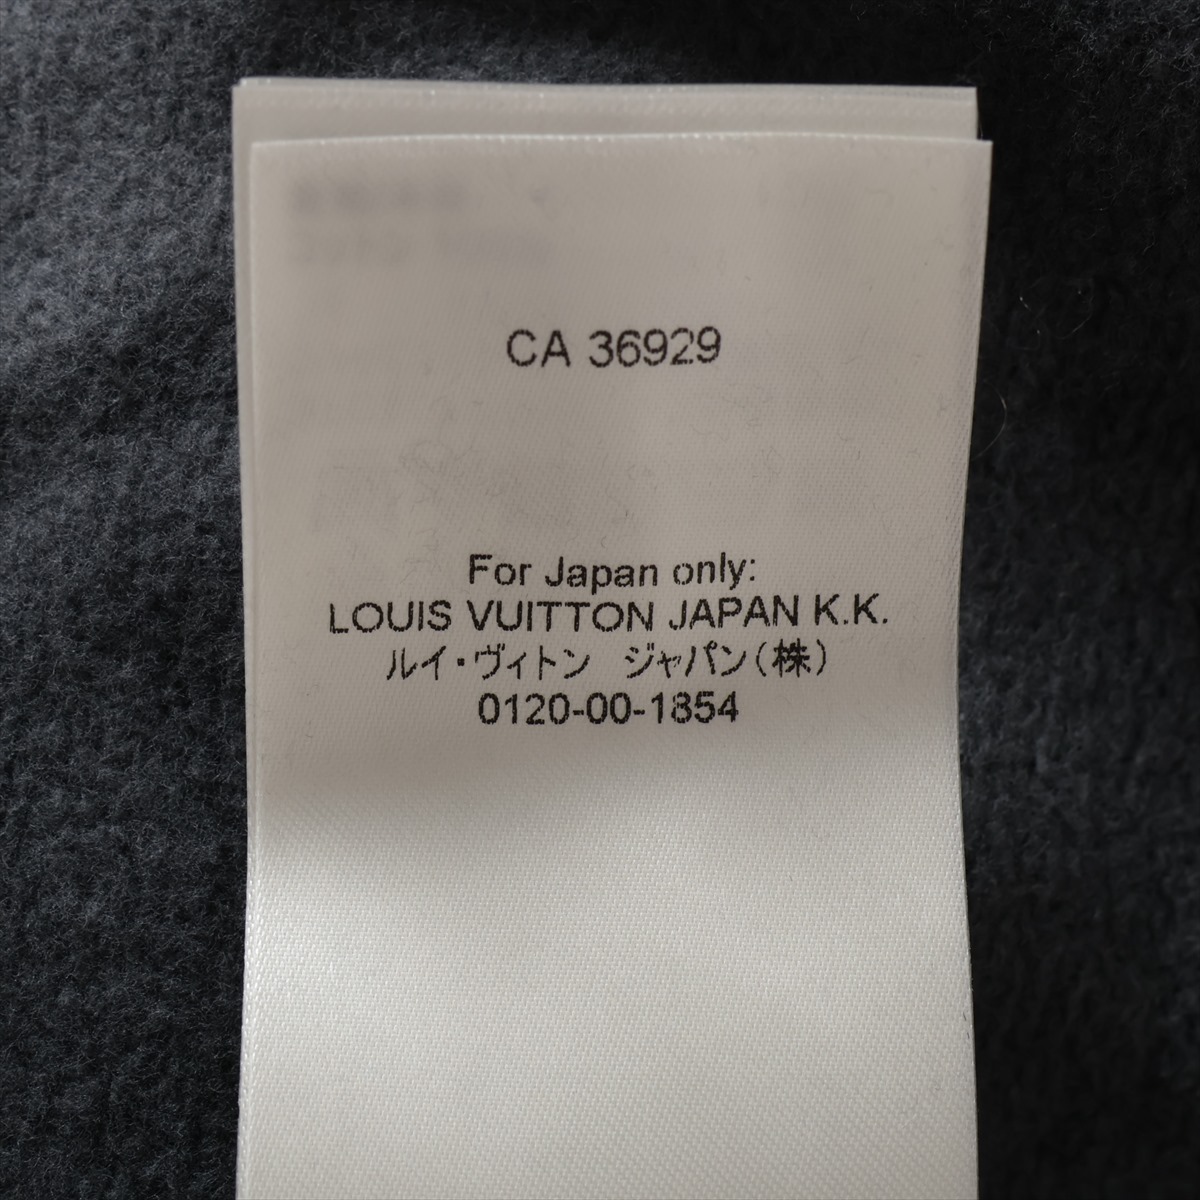 CA 36929
For Japan only:
LOUIS VUITTON JAPAN K.K.
ルイ・ヴィトン ジャパン(株)
0120-00-1854